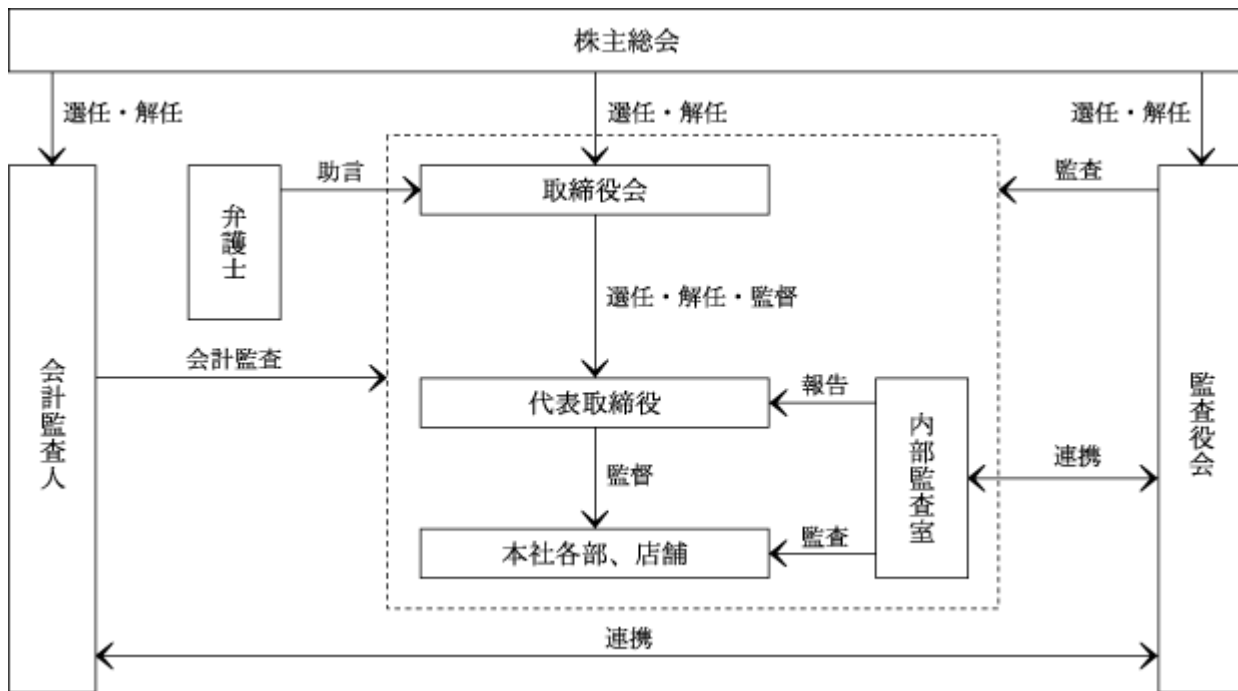 株主総会
選任・解任
選任・解任
選任・解任
弁護士
助言
取締役会
監査
選任・解任・監督
会計監査人
会計監査
代表取締役
報告
内部監査室
連携
監査役会
監督
本社各部、店舗
監査
連携